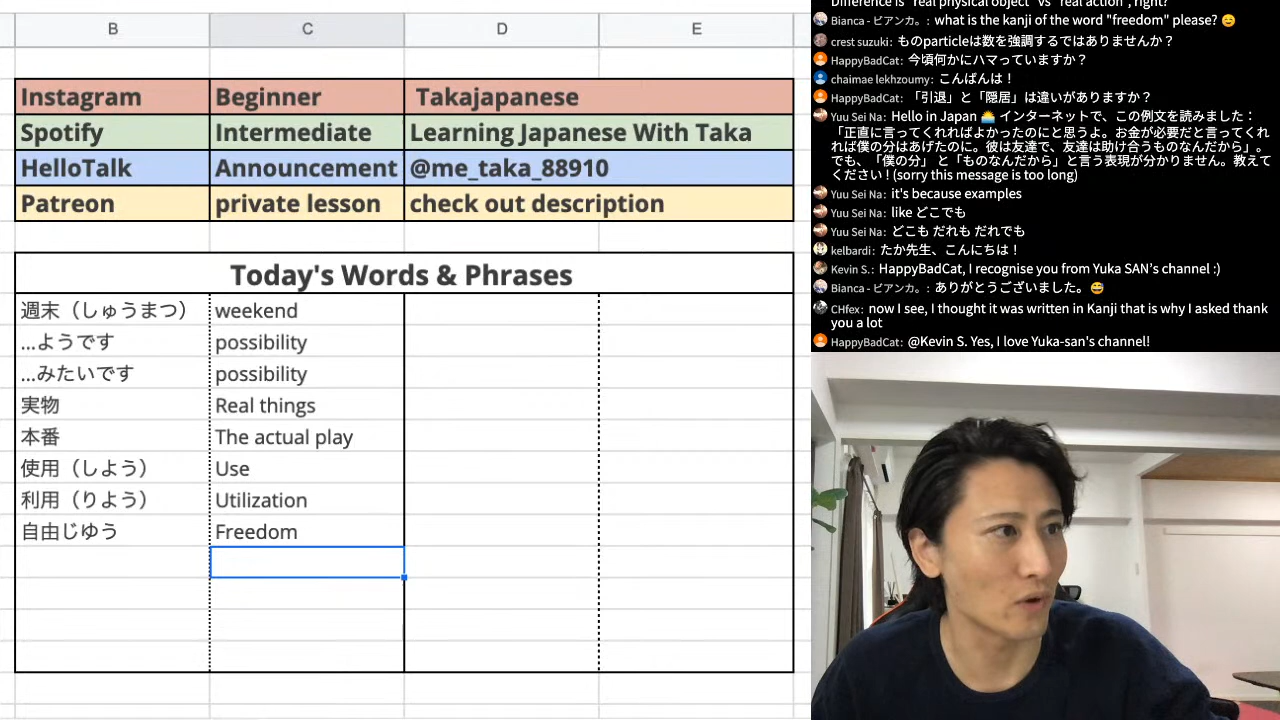 B C D E
Instagram Beginner Takajapanese
Spotify Intermediate Learning Japanese With Taka
HelloTalk Announcement @me_taka_88910
Patreon private lesson check out description
Today's Words & Phrases
週末（しゅうまつ） weekend
...ようです possibility
...みたいです possibility
実物 Real things
本番 The actual play
使用（しよう） Use
利用（りよう） Utilization
自由じゆう Freedom
Difference is "real physical object" vs "real action", right?
Bianca - ビアンカ。: what is the kanji of the word "freedom" please? 😊
crest suzuki: ものparticleは数を強調するではありませんか？
HappyBadCat: 今頃何かにハマっていますか？
chaimae lekhzoumy: こんばんは！
HappyBadCat: 「引退」と「隠居」は違いがありますか？
Yuu Sei Na: Hello in Japan 🌅 インターネットで、この例文を読みました：
「正直に言ってくれればよかったのにと思うよ。お金が必要だと言ってくれ
れば僕の分はあげたのに。彼は友達で、友達は助け合うものなんだから」。
でも、「僕の分」 と「ものなんだから」と言う表現が分かりません。教えて
ください！(sorry this message is too long)
Yuu Sei Na: it's because examples
Yuu Sei Na: like どこでも
Yuu Sei Na: どこも だれも だれでも
kelbardi: たか先生、こんにちは！
Kevin S.: HappyBadCat, I recognise you from Yuka SAN's channel :)
Bianca - ビアンカ。: ありがとうございました。😅
CHfex: now I see, I thought it was written in Kanji that is why I asked thank
you a lot
HappyBadCat: @Kevin S. Yes, I love Yuka-san's channel!